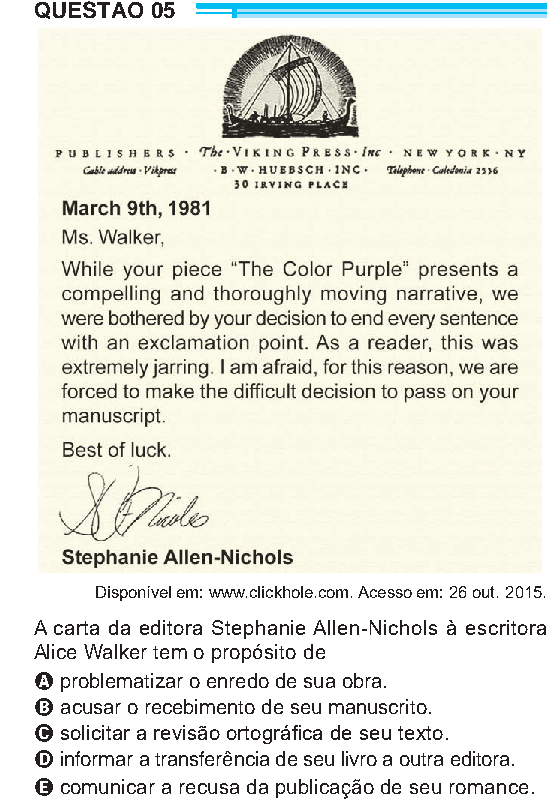 QUESTAO 05
PUBLISHERS · The · VIKING PRESS · Inc · NEW YORK · NY
Cable address · Vikpress · B · W · HUEBSCH · INC · Telephone · Caledonia 2336
30 IRVING PLACE
March 9th, 1981
Ms. Walker,
While your piece “The Color Purple” presents a
compelling and thoroughly moving narrative, we
were bothered by your decision to end every sentence
with an exclamation point. As a reader, this was
extremely jarring. I am afraid, for this reason, we are
forced to make the difficult decision to pass on your
manuscript.
Best of luck.
Stephanie Allen-Nichols
Disponível em: www.clickhole.com. Acesso em: 26 out. 2015.
A carta da editora Stephanie Allen-Nichols à escritora
Alice Walker tem o propósito de
A problematizar o enredo de sua obra.
B acusar o recebimento de seu manuscrito.
C solicitar a revisão ortográfica de seu texto.
D informar a transferência de seu livro a outra editora.
E comunicar a recusa da publicação de seu romance.